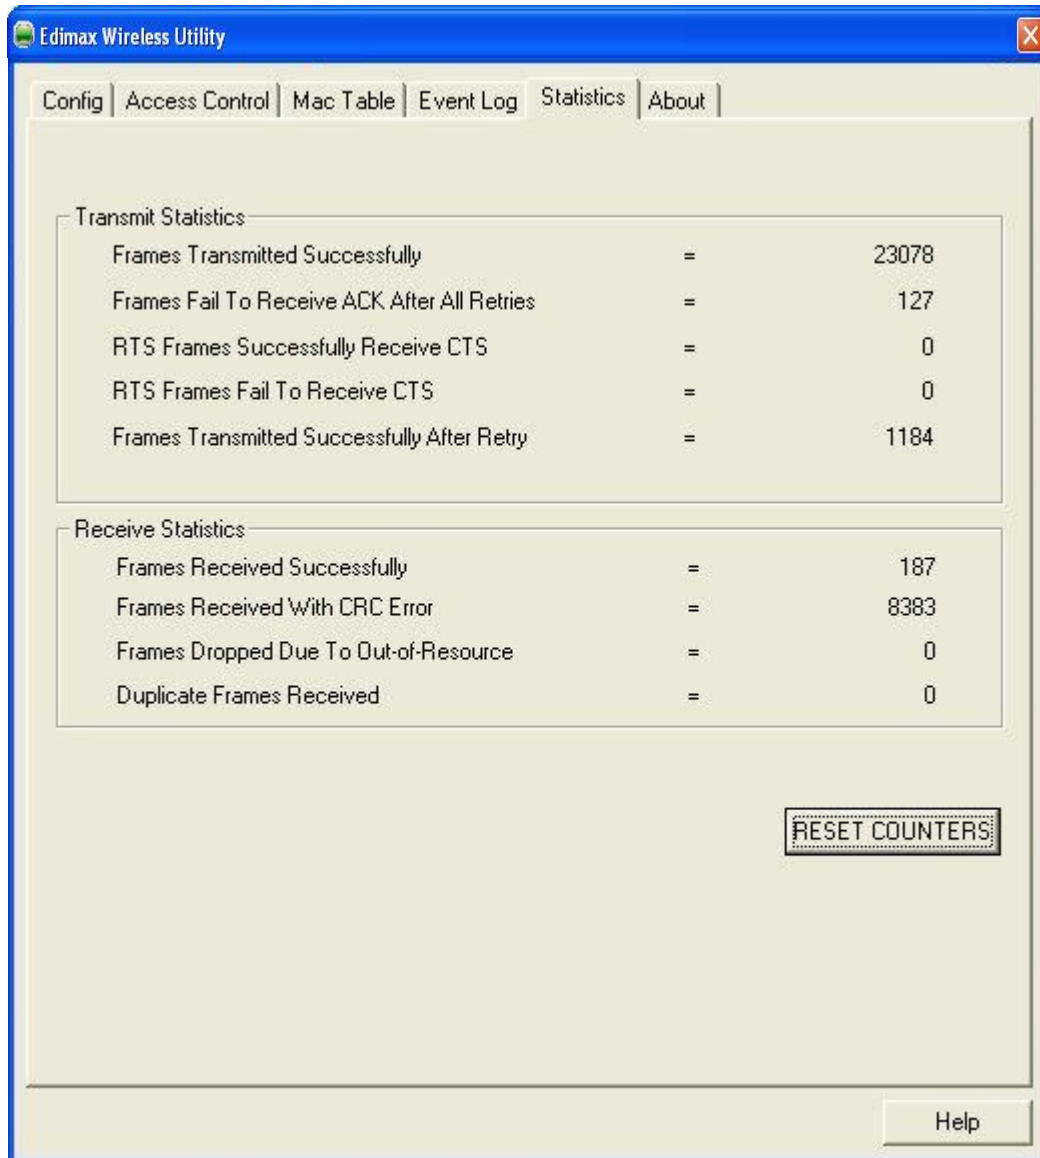 Edimax Wireless Utility
Config Access Control Mac Table Event Log Statistics About
Transmit Statistics
Frames Transmitted Successfully = 23078
Frames Fail To Receive ACK After All Retries = 127
RTS Frames Successfully Receive CTS = 0
RTS Frames Fail To Receive CTS = 0
Frames Transmitted Successfully After Retry = 1184
Receive Statistics
Frames Received Successfully = 187
Frames Received With CRC Error = 8383
Frames Dropped Due To Out-of-Resource = 0
Duplicate Frames Received = 0
RESET COUNTERS
Help